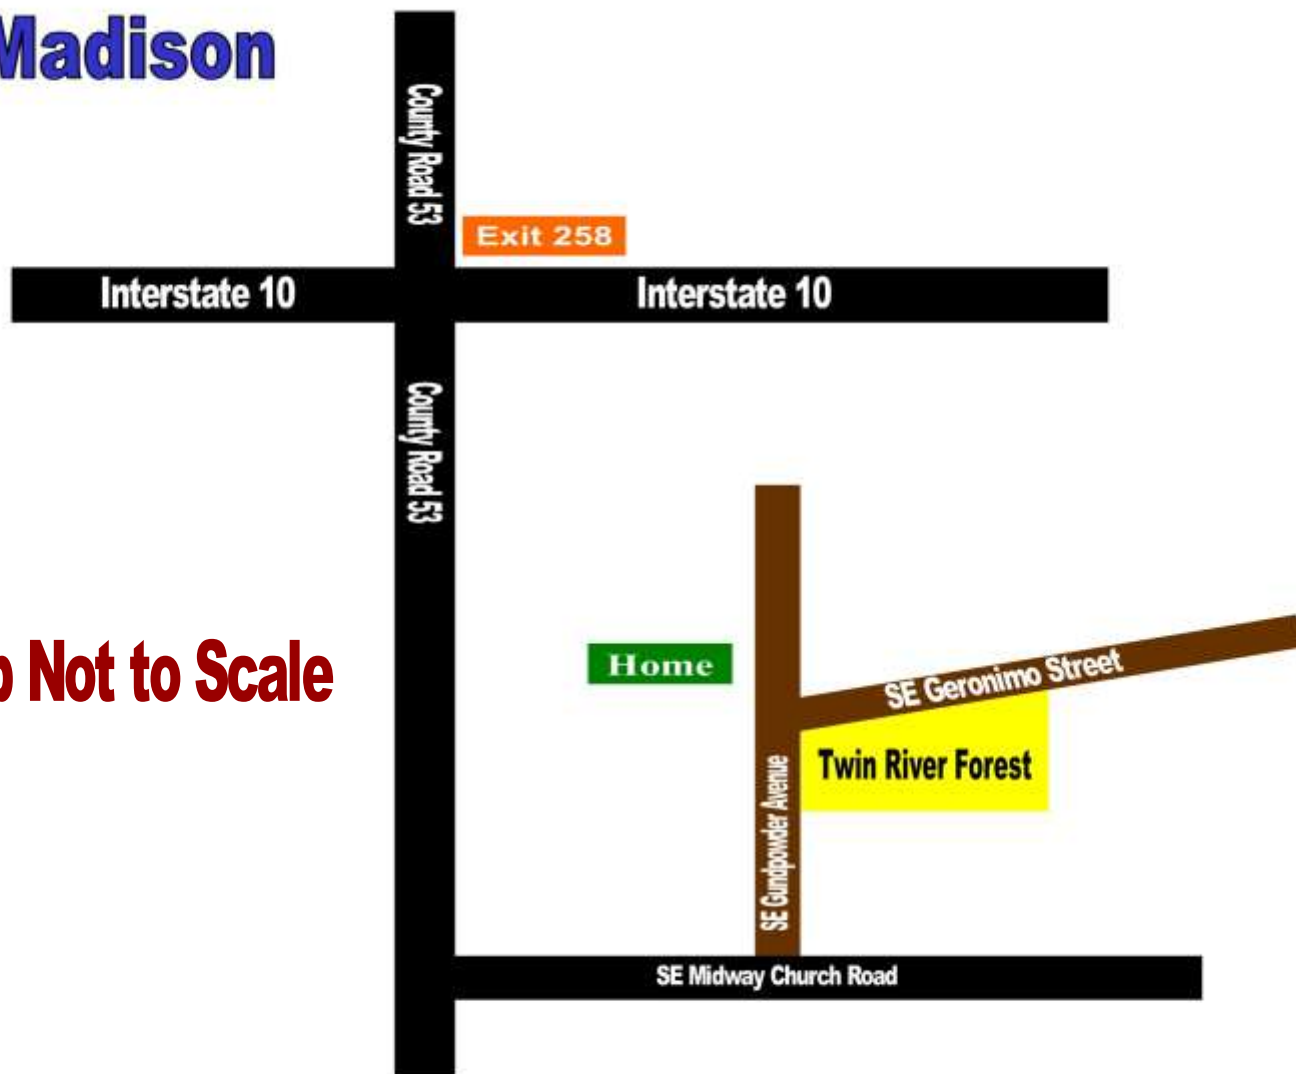 Madison
County Road 53
Exit 258
Interstate 10
Interstate 10
County Road 53
Home
Not to Scale
SE Geronimo Street
Twin River Forest
SE Gundpowder Avenue
SE Midway Church Road